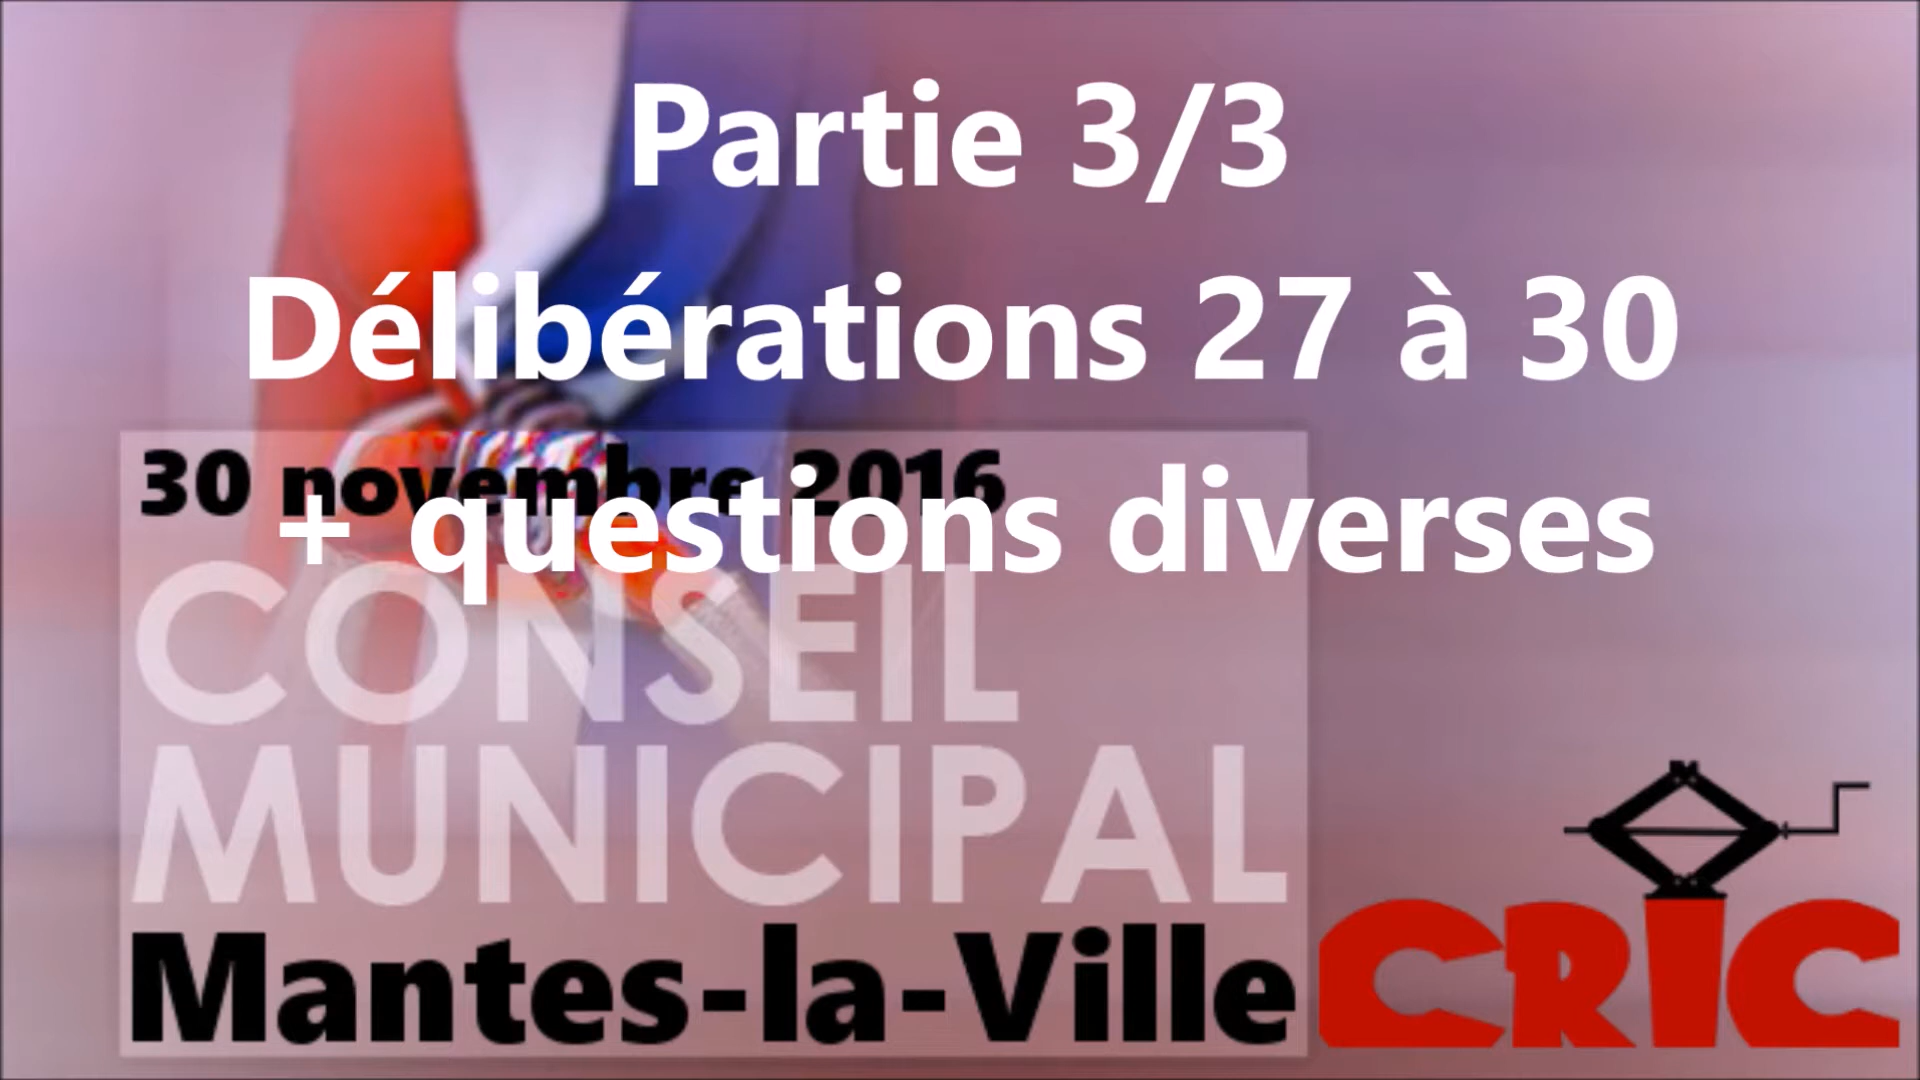 Partie 3/3
Délibérations 27 à 30
30 novembre 2016
+ questions diverses
CONSEIL
MUNICIPAL
Mantes-la-Ville
CRIC